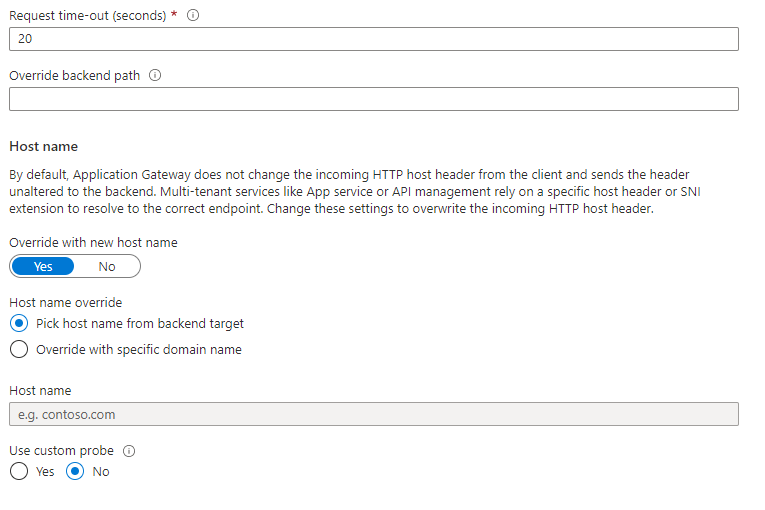 Request time-out (seconds) *
20
Override backend path
Host name
By default, Application Gateway does not change the incoming HTTP host header from the client and sends the header
unaltered to the backend. Multi-tenant services like App service or API management rely on a specific host header or SNI
extension to resolve to the correct endpoint. Change these settings to overwrite the incoming HTTP host header.
Override with new host name
Yes No
Host name override
Pick host name from backend target
Override with specific domain name
Host name
e.g. contoso.com
Use custom probe
Yes No